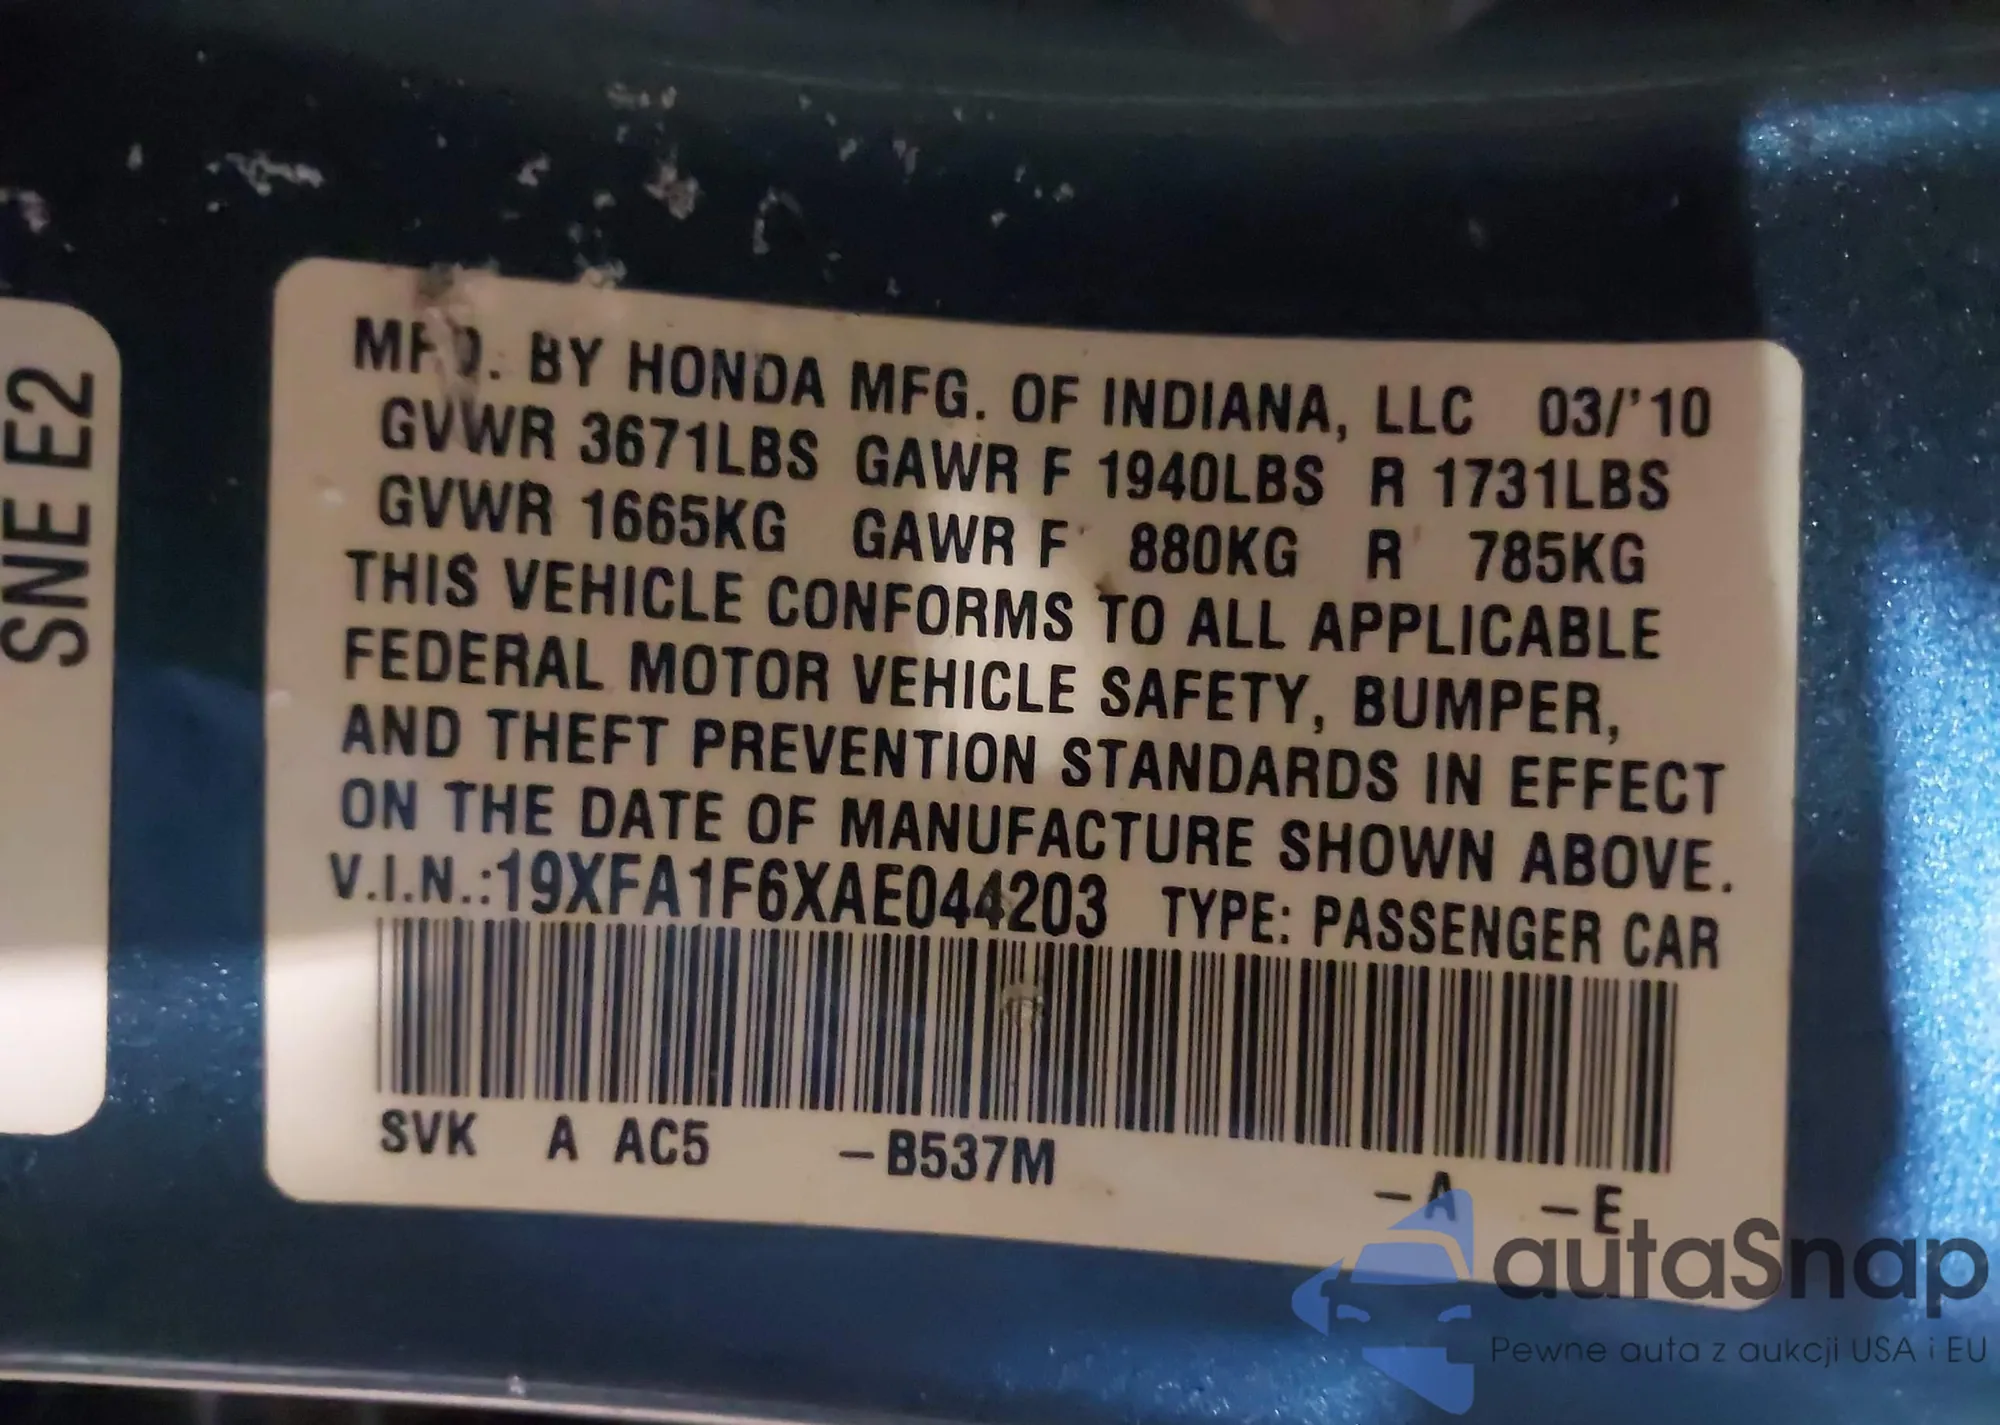 SNE E2
MFD. BY HONDA MFG. OF INDIANA, LLC 03/'10
GVWR 3671LBS GAWR F 1940LBS R 1731LBS
GVWR 1665KG GAWR F 880KG R 785KG
THIS VEHICLE CONFORMS TO ALL APPLICABLE
FEDERAL MOTOR VEHICLE SAFETY, BUMPER,
AND THEFT PREVENTION STANDARDS IN EFFECT
ON THE DATE OF MANUFACTURE SHOWN ABOVE.
V.I.N.:19XFA1F6XAE044203 TYPE: PASSENGER CAR
SVK A AC5 –B537M –A –E
autaSnap
Pewne auta z aukcji USA i EU